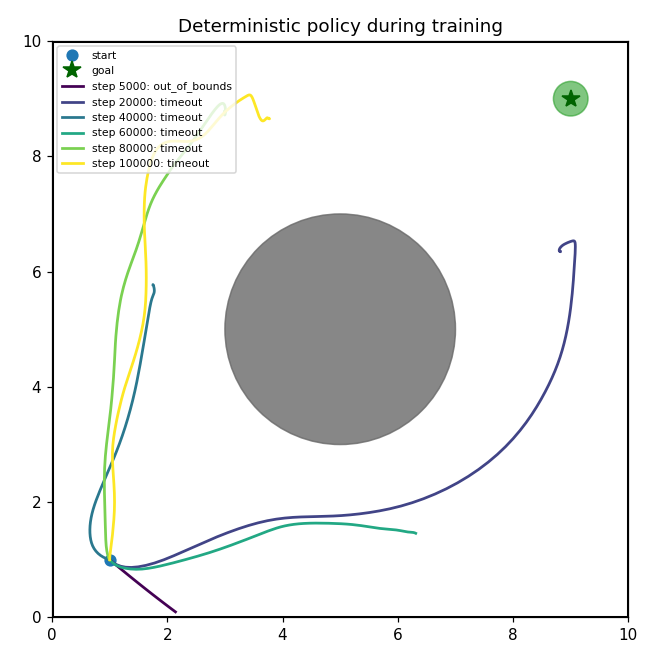 Deterministic policy during training
start
goal
step 5000: out_of_bounds
step 20000: timeout
step 40000: timeout
step 60000: timeout
step 80000: timeout
step 100000: timeout
10
8
6
4
2
0
0 2 4 6 8 10